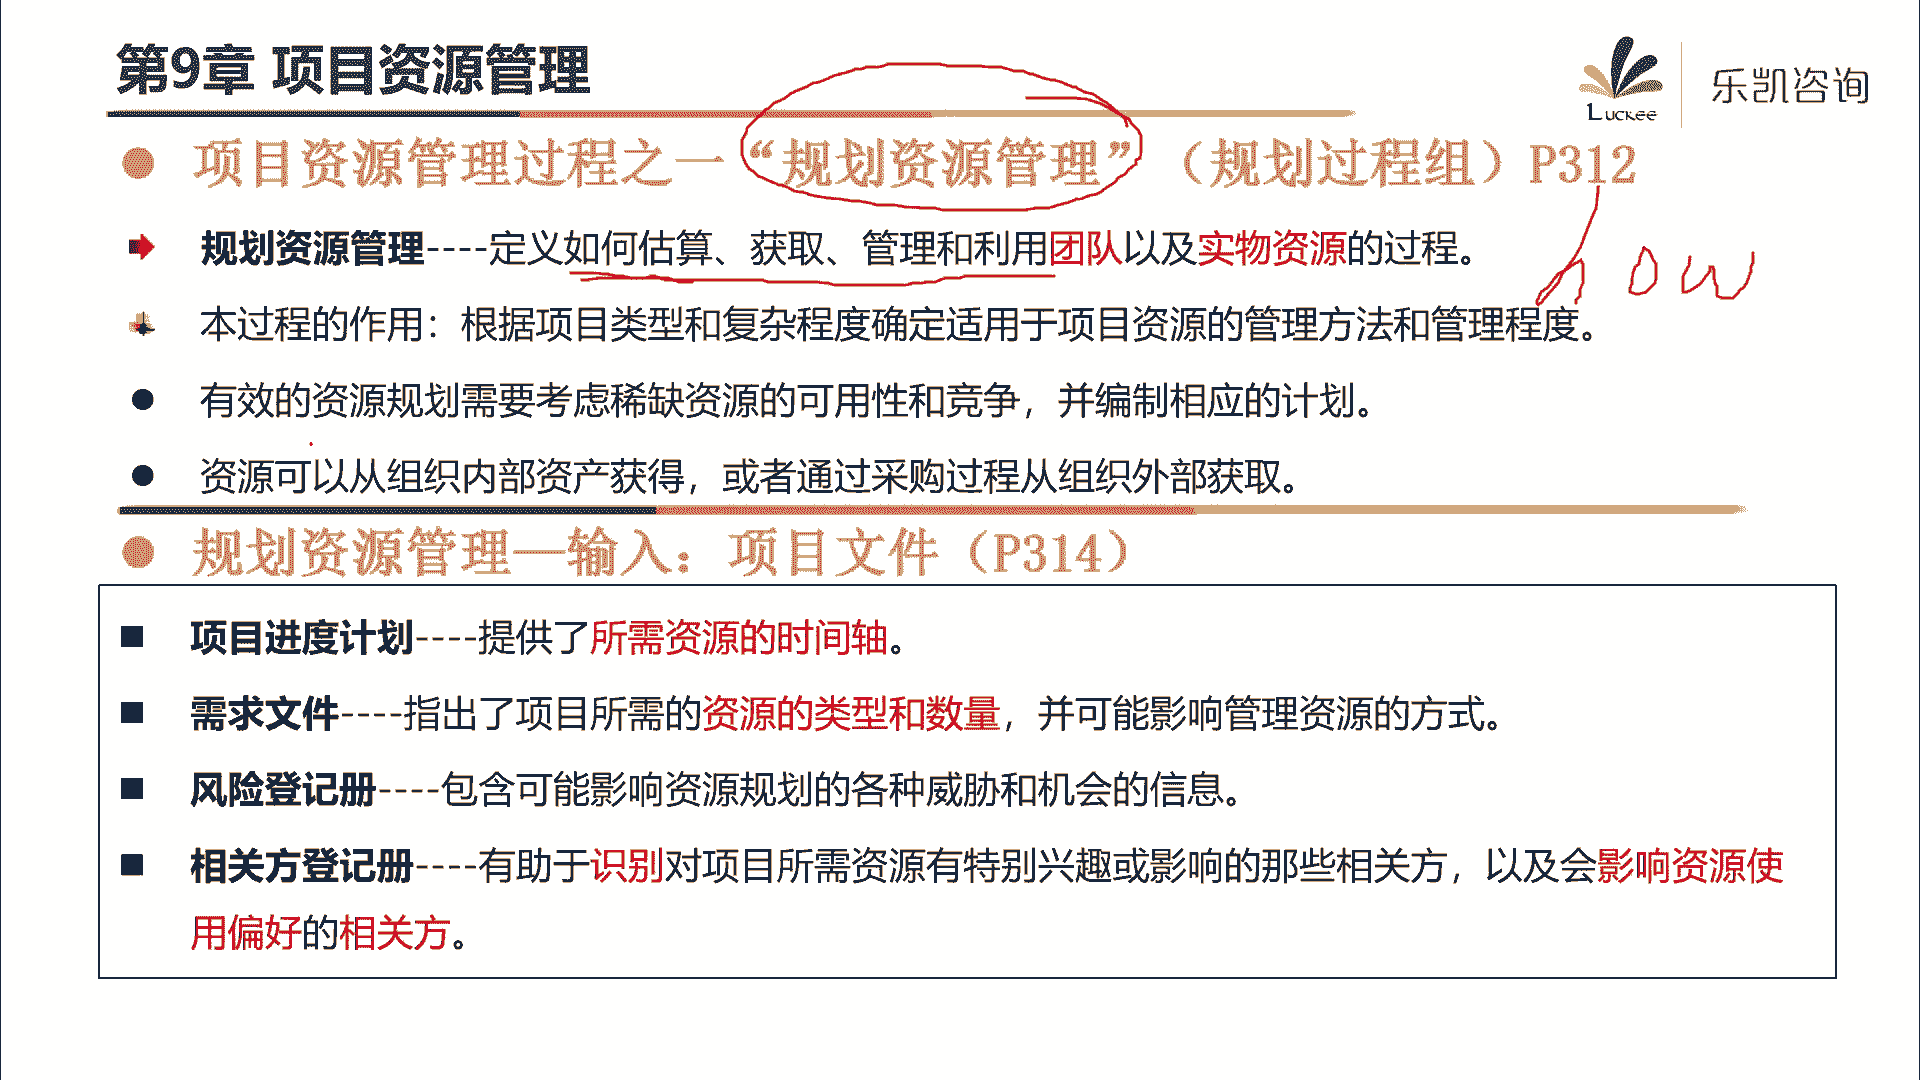 第9章 项目资源管理
Luckee 乐凯咨询
项目资源管理过程之一“规划资源管理”（规划过程组）P312
规划资源管理----定义如何估算、获取、管理和利用团队以及实物资源的过程。
how
本过程的作用：根据项目类型和复杂程度确定适用于项目资源的管理方法和管理程度。
有效的资源规划需要考虑稀缺资源的可用性和竞争，并编制相应的计划。
资源可以从组织内部资产获得，或者通过采购过程从组织外部获取。
规划资源管理—输入：项目文件（P314）
项目进度计划----提供了所需资源的时间轴。
需求文件----指出了项目所需的资源的类型和数量，并可能影响管理资源的方式。
风险登记册----包含可能影响资源规划的各种威胁和机会的信息。
相关方登记册----有助于识别对项目所需资源有特别兴趣或影响的那些相关方，以及会影响资源使
用偏好的相关方。